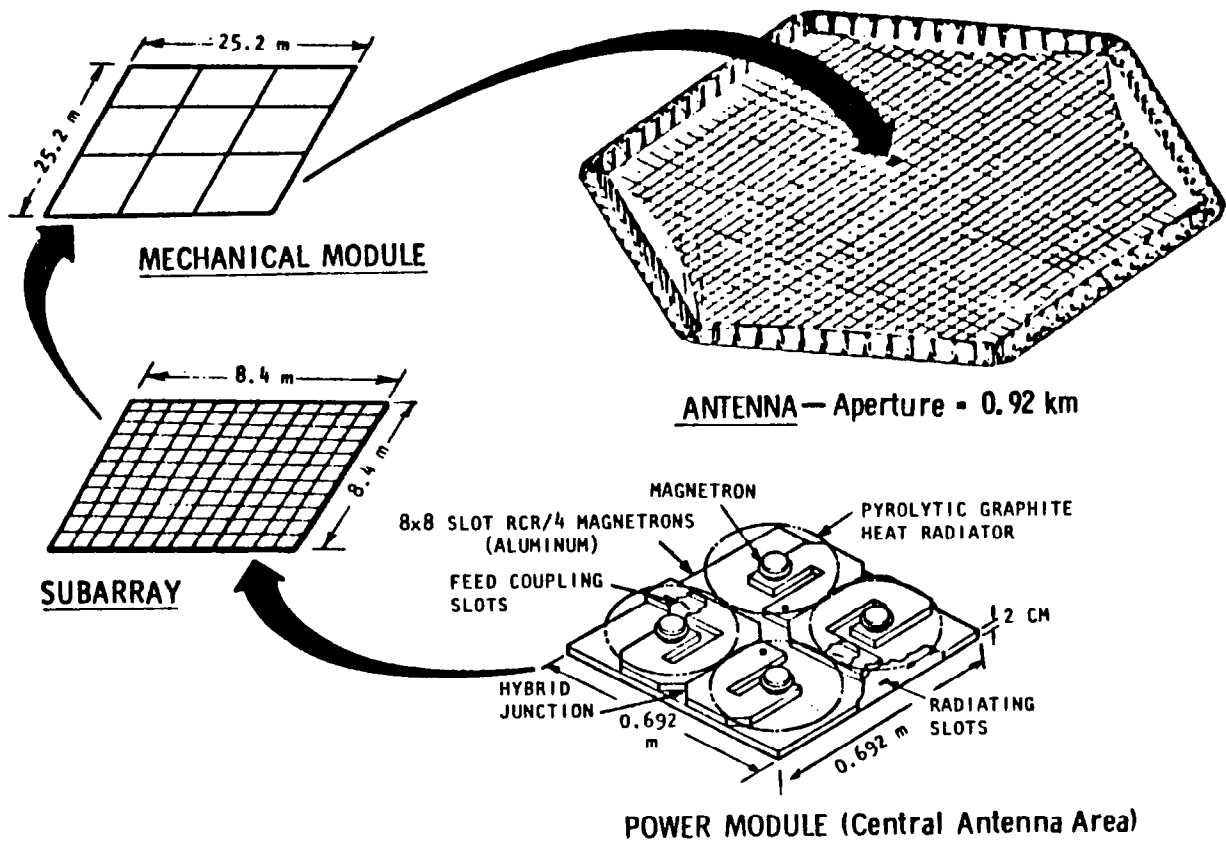 25.2 m
25.2 m
MECHANICAL MODULE
8.4 m
8.4 m
SUBARRAY
ANTENNA — Aperture = 0.92 km
MAGNETRON
PYROLYTIC GRAPHITE
HEAT RADIATOR
8x8 SLOT RCR/4 MAGNETRONS
(ALUMINUM)
FEED COUPLING
SLOTS
2 CM
HYBRID
JUNCTION
RADIATING
SLOTS
0.692
m
0.692 m
POWER MODULE (Central Antenna Area)